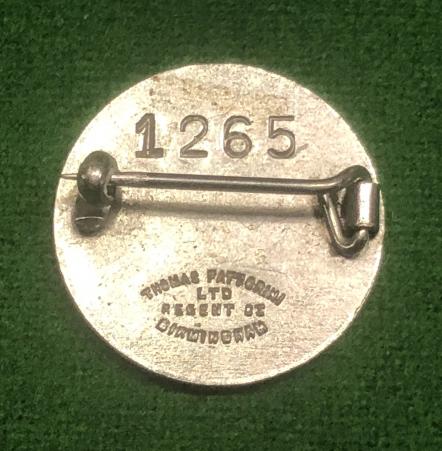 1265
THOMAS FATTORINI
LTD
REGENT ST
BIRMINGHAM